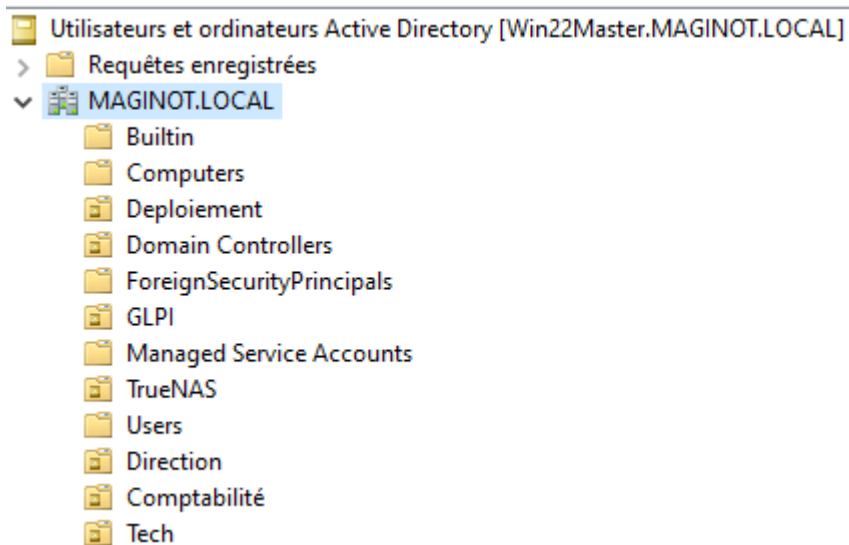 Utilisateurs et ordinateurs Active Directory [Win22Master.MAGINOT.LOCAL]
Requêtes enregistrées
MAGINOT.LOCAL
Builtin
Computers
Deploiement
Domain Controllers
ForeignSecurityPrincipals
GLPI
Managed Service Accounts
TrueNAS
Users
Direction
Comptabilité
Tech